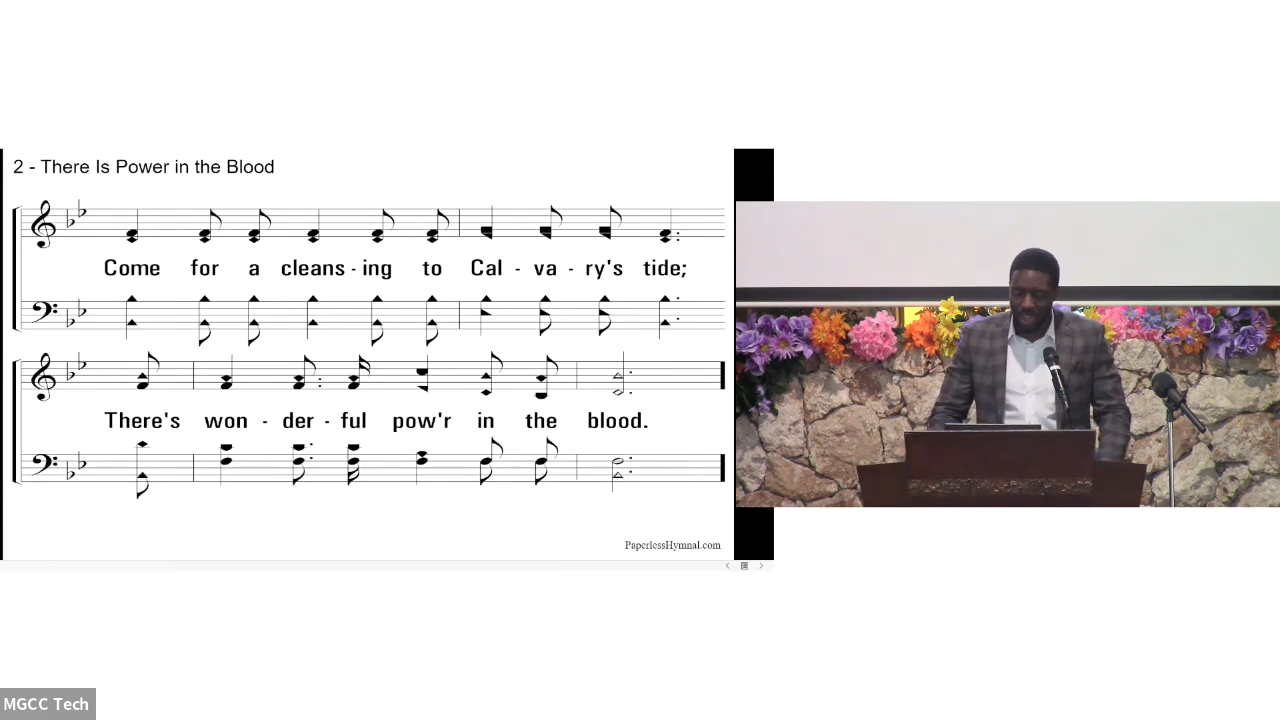 2 - There Is Power in the Blood
Come for a cleans - ing to Cal - va - ry's tide;
There's won - der - ful pow'r in the blood.
PaperlessHymnal.com
MGCC Tech